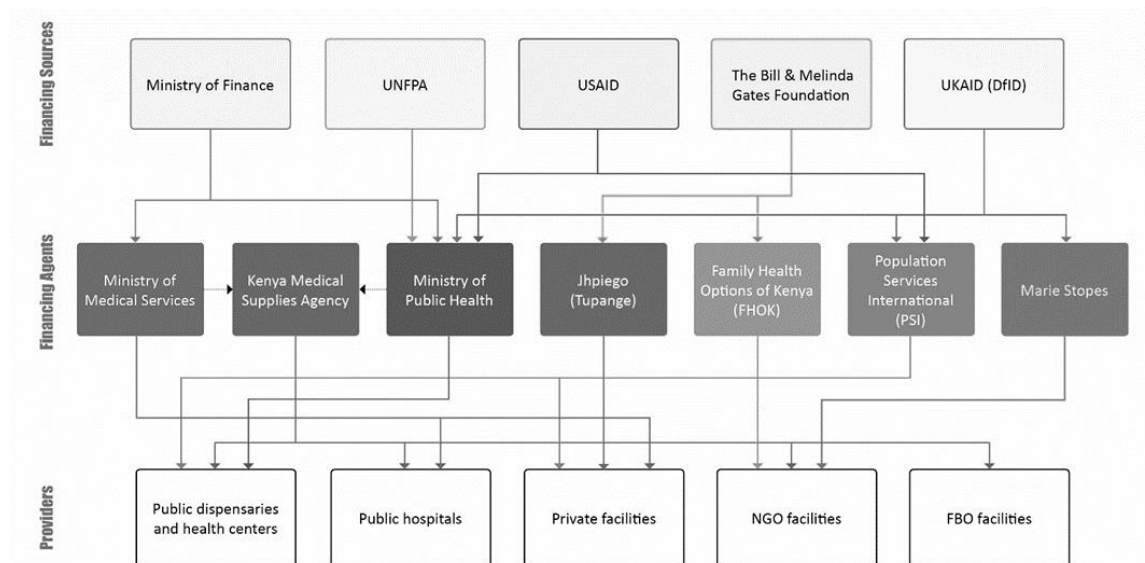 Financing Sources
Ministry of Finance
UNFPA
USAID
The Bill & Melinda
Gates Foundation
UKAID (DfID)
Financing Agents
Ministry of
Medical Services
Kenya Medical
Supplies Agency
Ministry of
Public Health
Jhpiego
(Tupange)
Family Health
Options of Kenya
(FHOK)
Population
Services
International
(PSI)
Marie Stopes
Providers
Public dispensaries
and health centers
Public hospitals
Private facilities
NGO facilities
FBO facilities